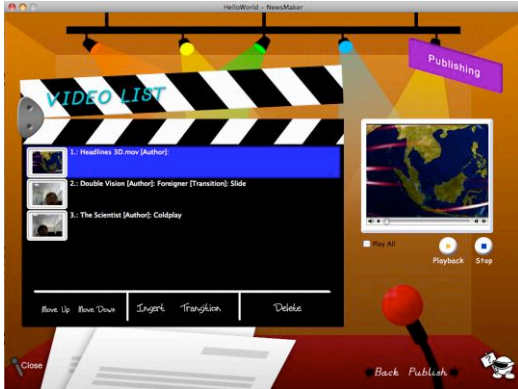 HelloWorld - NewsMaker
Publishing
VIDEO LIST
1.: Headlines 3D.mov [Author]:
2.: Double Vision [Author]: Foreigner [Transition]: Slide
3.: The Scientist [Author]: Coldplay
Play All
Playback Stop
Move Up Move Down Insert Transition Delete
Close
Back Publish